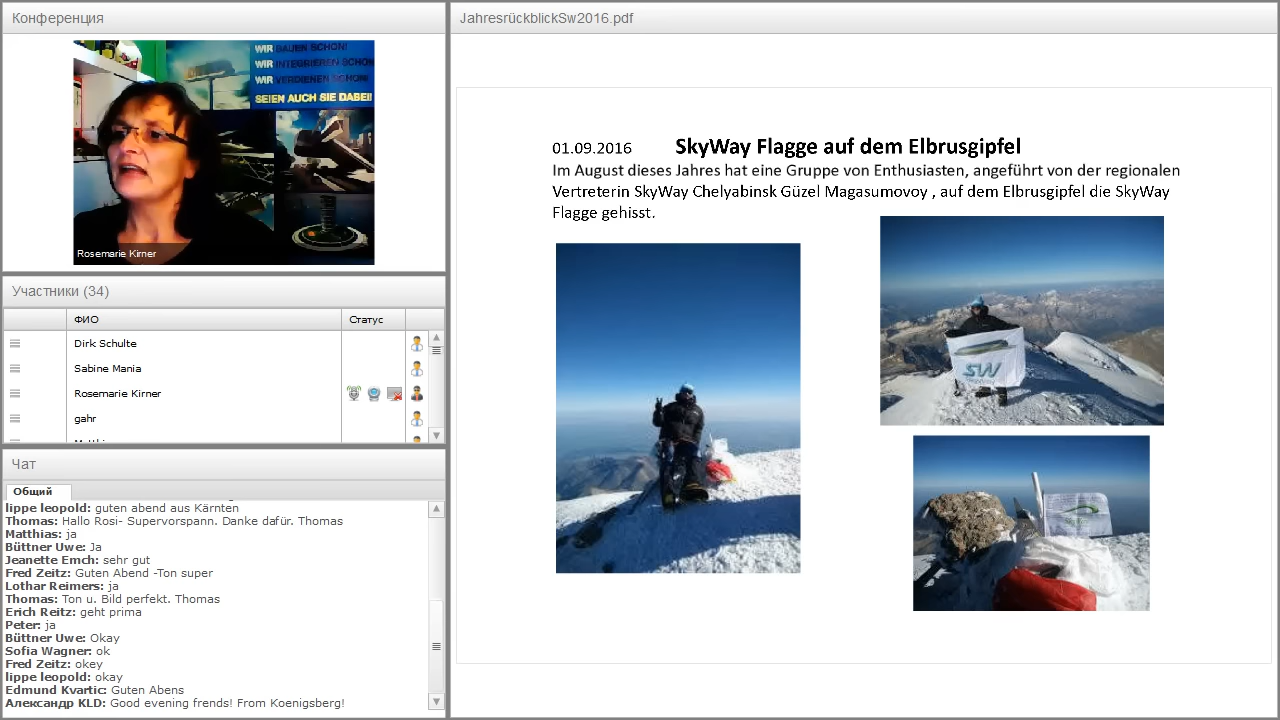 Конференция
WIR BAUEN SCHON!
WIR INTEGRIEREN SCHON
WIR VERDIENEN SCHON!
SEIEN AUCH SIE DABEI!
Rosemarie Kirner
Участники (34)
ФИО Статус
Dirk Schulte
Sabine Mania
Rosemarie Kirner
gahr
Чат
Общий
lippe leopold: guten abend aus Kärnten
Thomas: Hallo Rosi- Supervorspann. Danke dafür. Thomas
Matthias: ja
Büttner Uwe: Ja
Jeanette Emch: sehr gut
Fred Zeitz: Guten Abend -Ton super
Lothar Reimers: ja
Thomas: Ton u. Bild perfekt. Thomas
Erich Reitz: geht prima
Peter: ja
Büttner Uwe: Okay
Sofia Wagner: ok
Fred Zeitz: okey
lippe leopold: okay
Edmund Kvartic: Guten Abens
Александр KLD: Good evening frends! From Koenigsberg!
JahresrückblickSw2016.pdf
01.09.2016 SkyWay Flagge auf dem Elbrusgipfel
Im August dieses Jahres hat eine Gruppe von Enthusiasten, angeführt von der regionalen
Vertreterin SkyWay Chelyabinsk Güzel Magasumovoy , auf dem Elbrusgipfel die SkyWay
Flagge gehisst.
SW